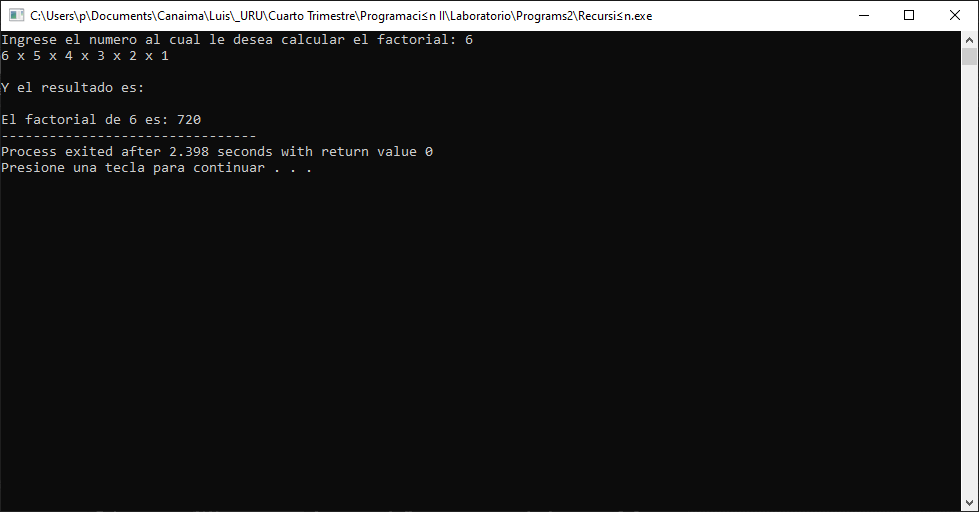 C:\Users\p\Documents\Canaima\Luis\_URU\Cuarto Trimestre\Programaci≤n II\Laboratorio\Programs2\Recursi≤n.exe
Ingrese el numero al cual le desea calcular el factorial: 6
6 x 5 x 4 x 3 x 2 x 1
Y el resultado es:
El factorial de 6 es: 720
--------------------------------
Process exited after 2.398 seconds with return value 0
Presione una tecla para continuar . . .